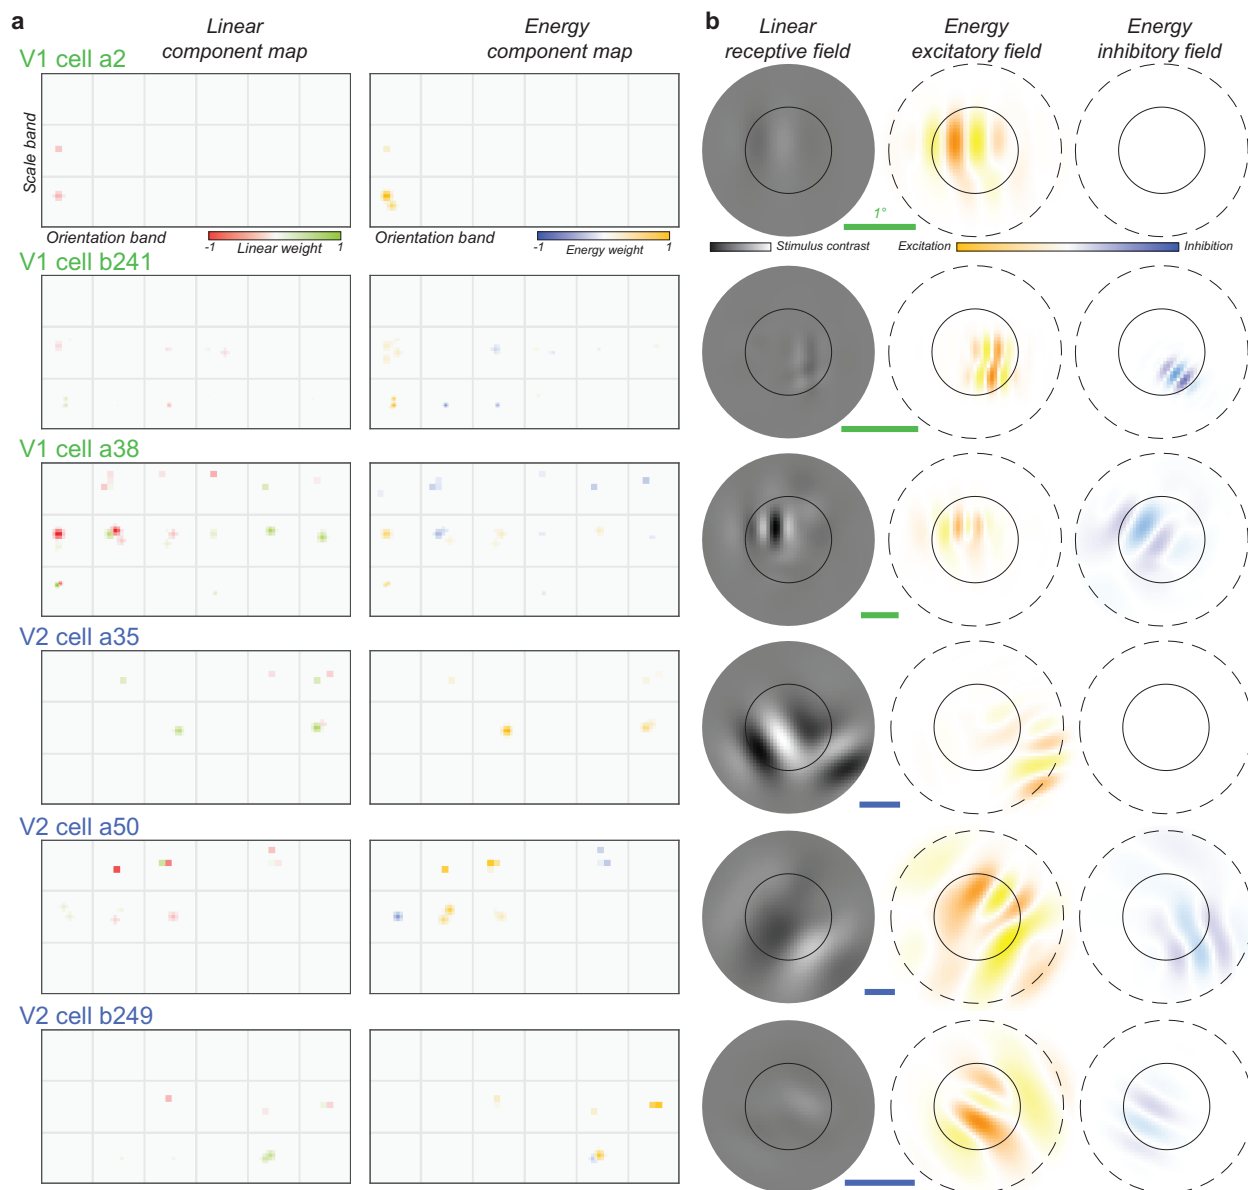 a
Linear
component map
Energy
component map
b
Linear
receptive field
Energy
excitatory field
Energy
inhibitory field
V1 cell a2
Scale band
Orientation band
-1
Linear weight
1
Orientation band
-1
Energy weight
1
1°
Stimulus contrast
Excitation
Inhibition
V1 cell b241
V1 cell a38
V2 cell a35
V2 cell a50
V2 cell b249